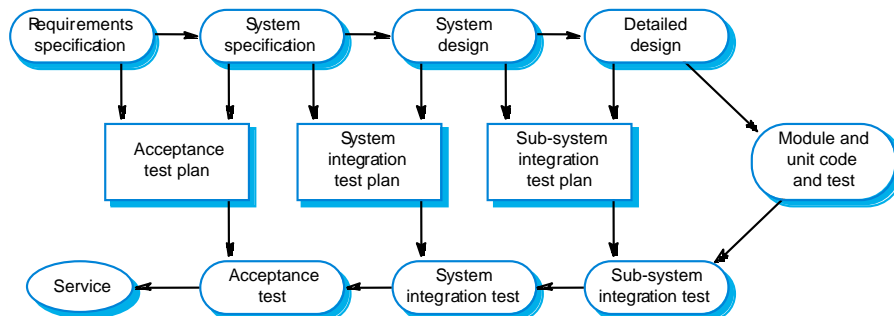 Requirements
specification
System
specification
System
design
Detailed
design
Acceptance
test plan
System
integration
test plan
Sub-system
integration
test plan
Module and
unit code
and test
Service
Acceptance
test
System
integration test
Sub-system
integration test